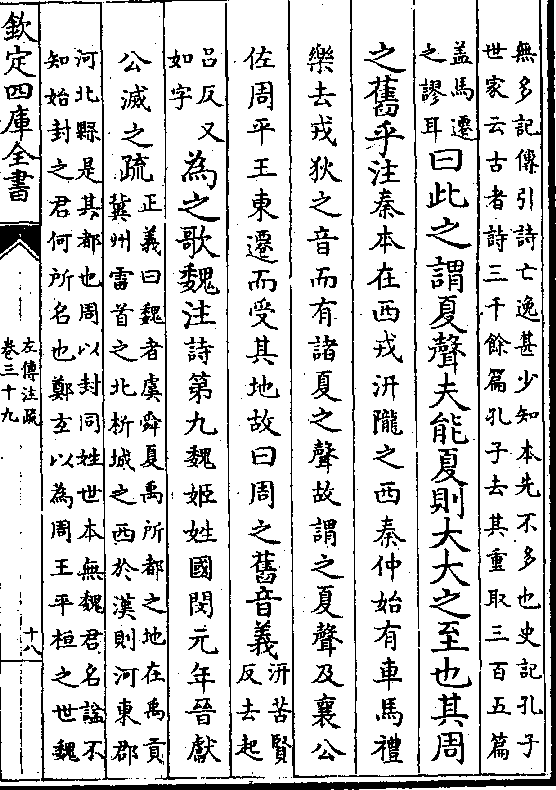 無多記傳引詩亡逸甚少知本先不多也史記孔子
世家云古者詩三千餘篇孔子去其重取三百五篇
盖馬遷
之謬耳
曰此之謂夏聲夫能夏則大大之至也其周
之舊乎注秦本在西戎汧隴之西秦仲始有車馬禮
樂去戎狄之音而有諸夏之聲故謂之夏聲及襄公
佐周平王東遷而受其地故曰周之舊音義
汧苦賢
反去起
呂反又
如字
為之歌魏注詩第九魏姬姓國閔元年晉獻
公滅之疏
正義曰魏者虞舜夏禹所都之地在禹貢
冀州雷首之北析城之西於漢則河東郡
河北縣是其都也周以封同姓世本無魏君名謚不
知始封之君何所名也鄭玄以為周王平桓之世魏
欽定四庫全書
左傳注疏
卷三十九
十八